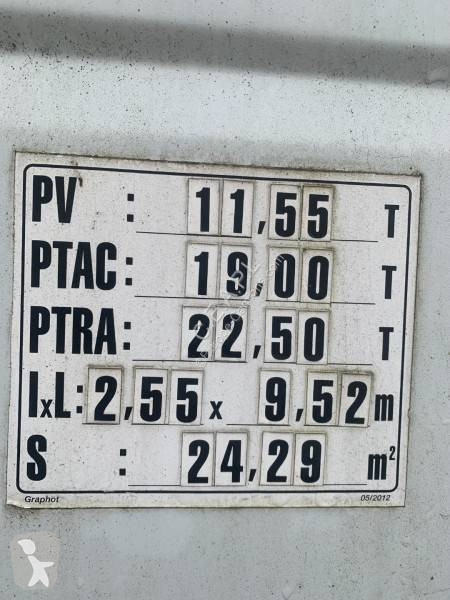 PV : 11,55 T
PTAC: 19,00 T
PTRA: 22,50 T
lxL: 2,55 x 9,52 m
S : 24,29 m²
Graphot 05/2012